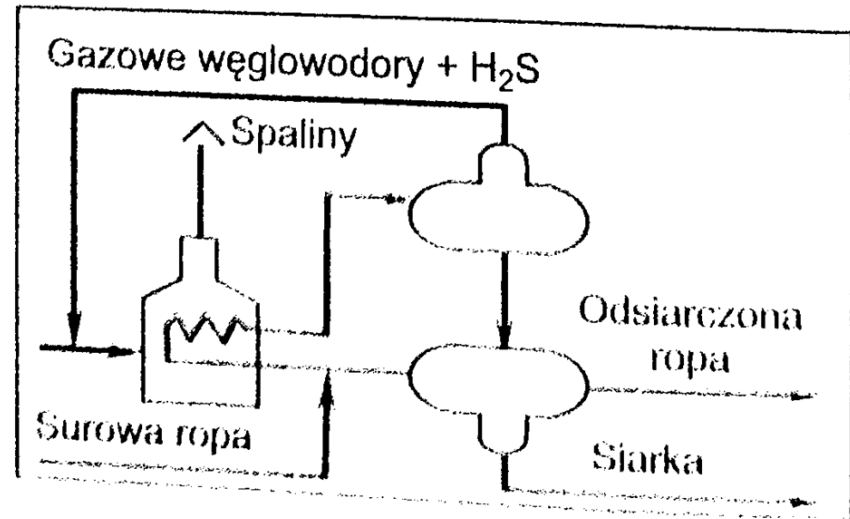 Gazowe węglowodory + H₂S
Spaliny
Odsiarczona
ropa
Surowa ropa
Siarka